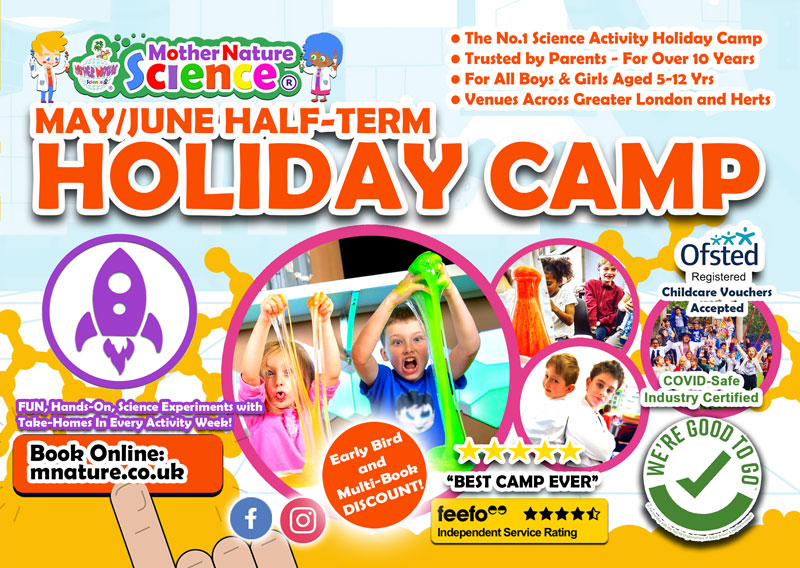 Mother Nature
Science®
MOTHER NATURE
Science
• The No.1 Science Activity Holiday Camp
• Trusted by Parents - For Over 10 Years
• For All Boys & Girls Aged 5-12 Yrs
• Venues Across Greater London and Herts
MAY/JUNE HALF-TERM
HOLIDAY CAMP
Ofsted
Registered
Childcare Vouchers
Accepted
COVID-Safe
Industry Certified
FUN, Hands-On, Science Experiments with
Take-Homes In Every Activity Week!
Book Online:
mnature.co.uk
Early Bird
and
Multi-Book
DISCOUNT!
“BEST CAMP EVER”
feefo
Independent Service Rating
WE'RE GOOD TO GO
f